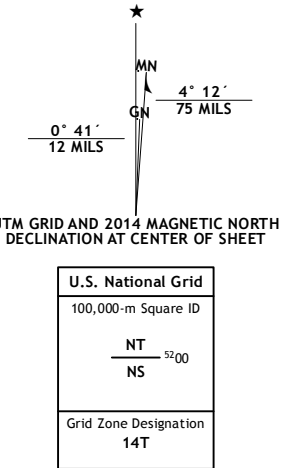 ★
MN
GN
4° 12´
75 MILS
0° 41´
12 MILS
UTM GRID AND 2014 MAGNETIC NORTH
DECLINATION AT CENTER OF SHEET
U.S. National Grid
100,000-m Square ID
NT
5200
NS
Grid Zone Designation
14T